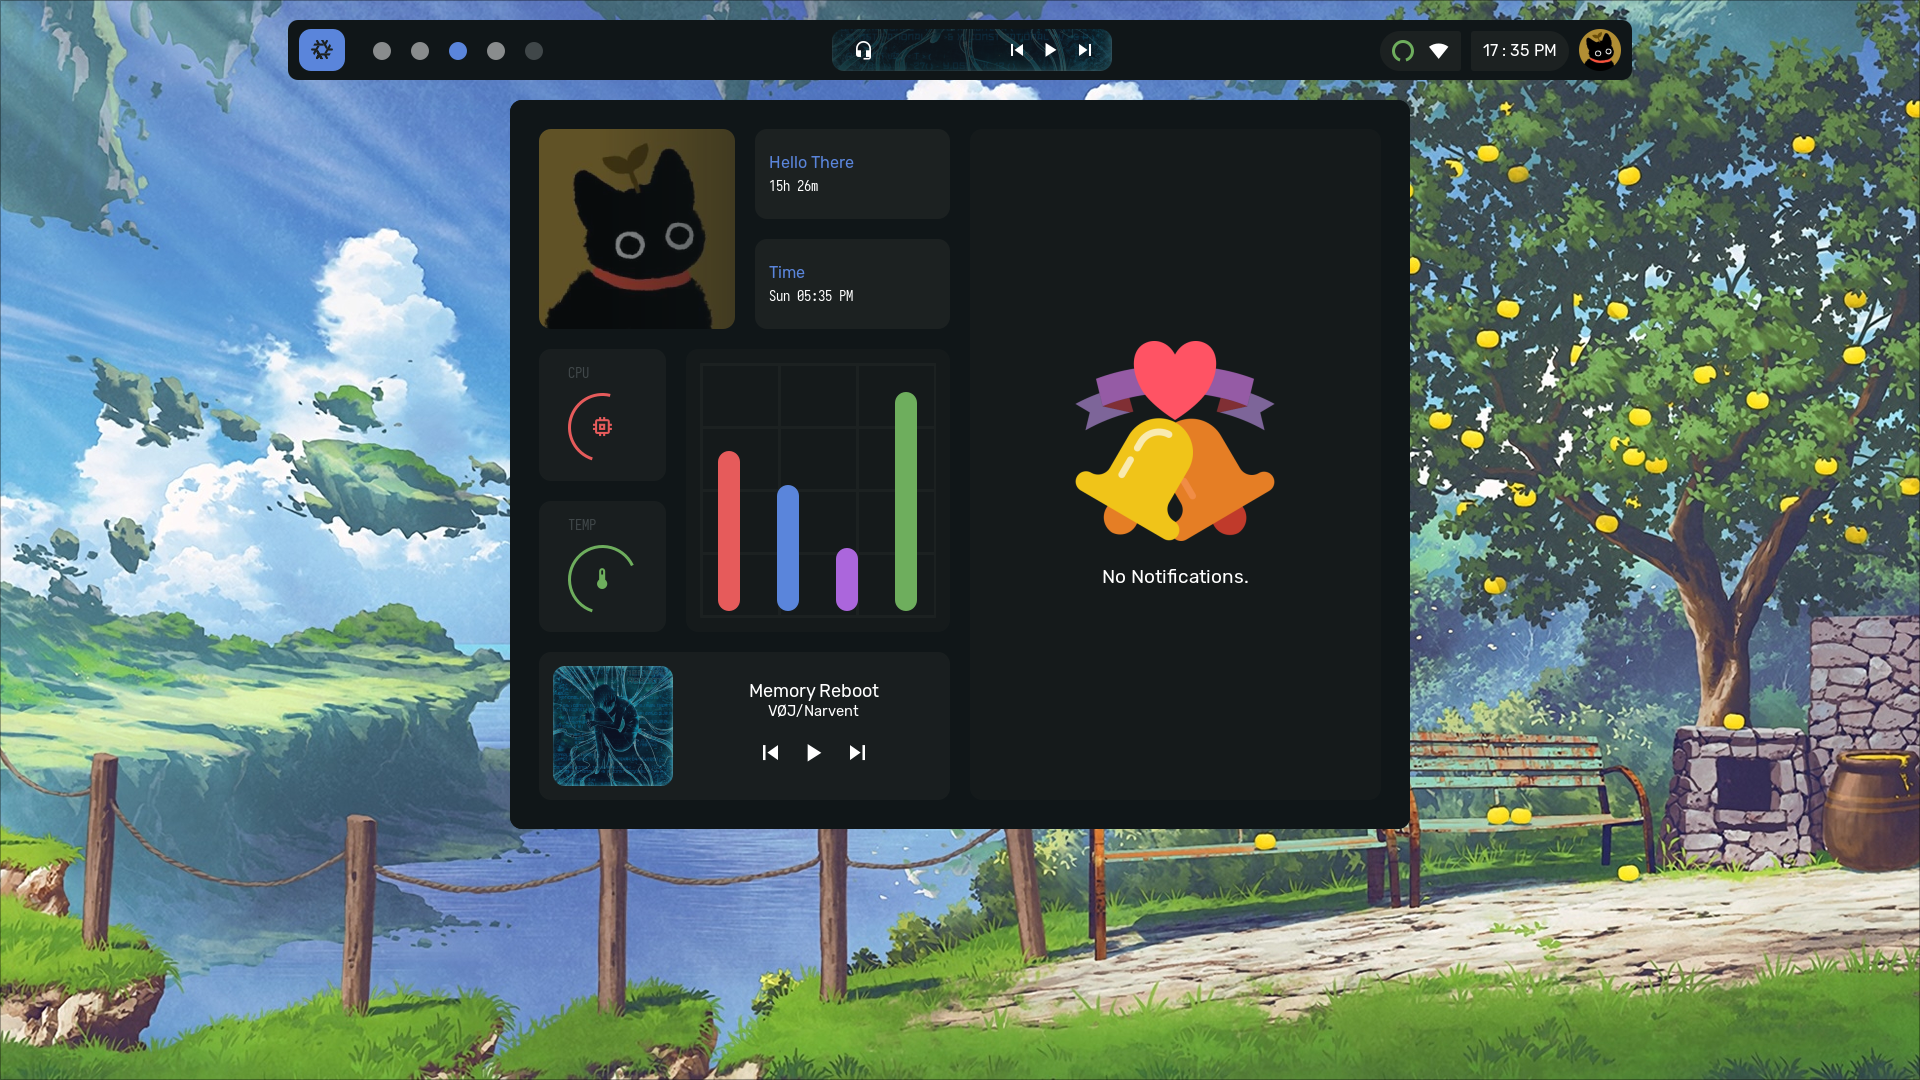 17 : 35 PM
Hello There
15h 26m
Time
Sun 05:35 PM
CPU
TEMP
Memory Reboot
VØJ/Narvent
No Notifications.